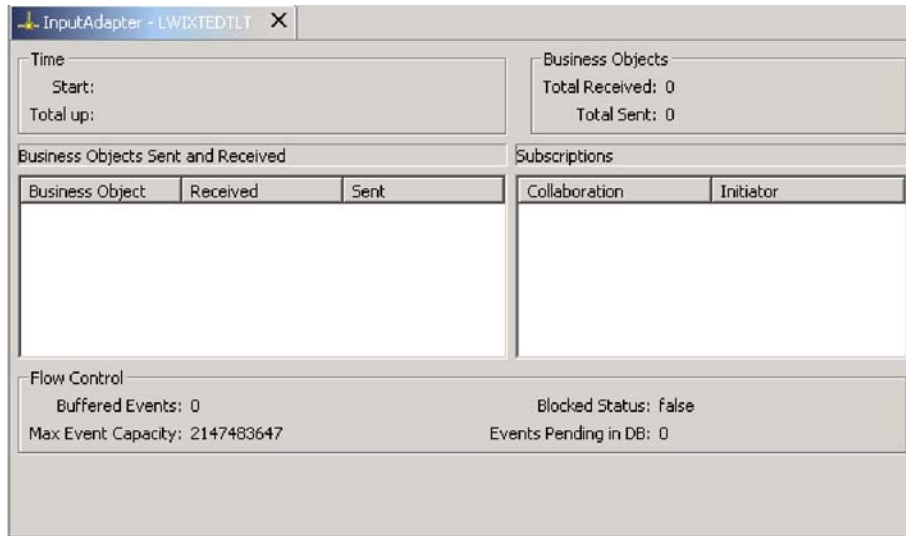 InputAdapter - LWIXTEDTLT
Time
Start:
Total up:
Business Objects
Total Received: 0
Total Sent: 0
Business Objects Sent and Received
Business Object Received Sent
Subscriptions
Collaboration Initiator
Flow Control
Buffered Events: 0
Blocked Status: false
Max Event Capacity: 2147483647
Events Pending in DB: 0